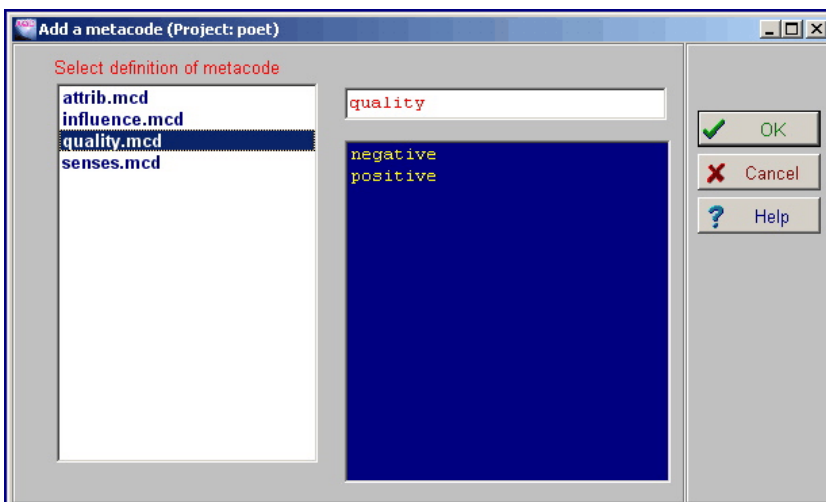 Add a metacode (Project: poet)
Select definition of metacode
attrib.mcd
influence.mcd
quality.mcd
senses.mcd
quality
negative
positive
OK
Cancel
Help